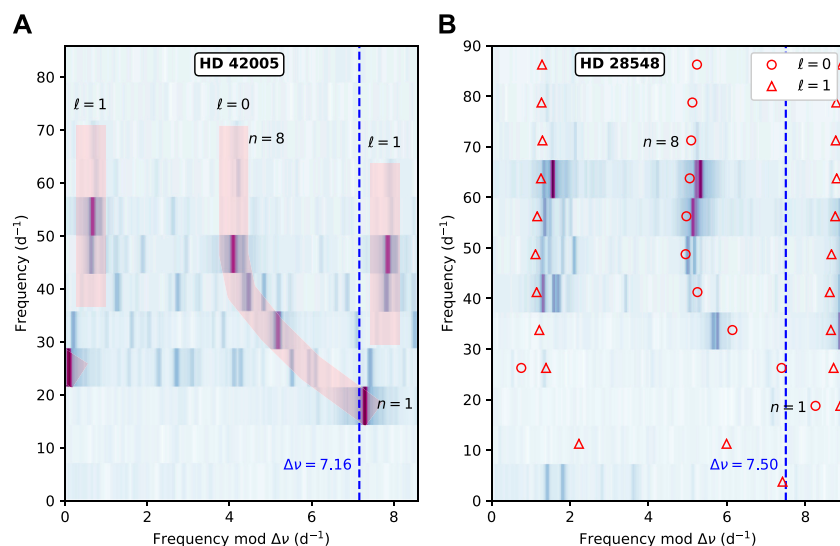 A
HD 42005
ℓ = 1
ℓ = 0
n = 8
ℓ = 1
n = 1
Δν = 7.16
0
10
20
30
40
50
60
70
80
Frequency (d⁻¹)
0
2
4
6
8
Frequency mod Δν (d⁻¹)
B
HD 28548
ℓ = 0
ℓ = 1
n = 8
n = 1
Δν = 7.50
0
10
20
30
40
50
60
70
80
90
Frequency (d⁻¹)
0
2
4
6
8
Frequency mod Δν (d⁻¹)